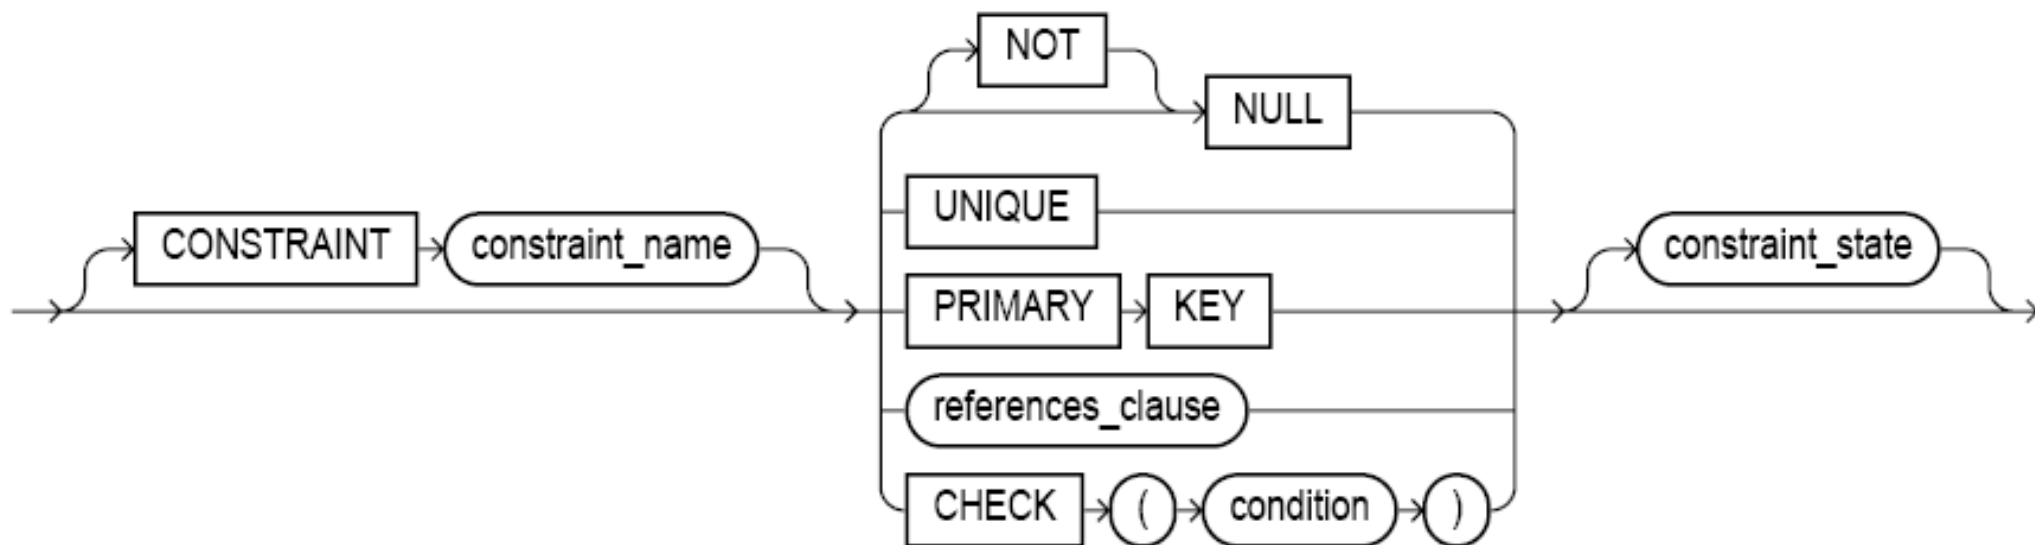 NOT
NULL
UNIQUE
CONSTRAINT constraint_name
constraint_state
PRIMARY KEY
references_clause
CHECK ( condition )